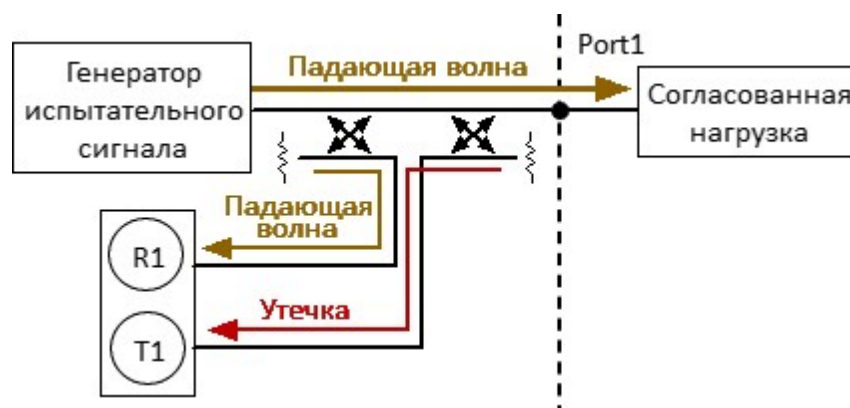 Генератор
испытательного
сигнала
Падающая волна
Port1
Согласованная
нагрузка
Падающая
волна
R1
Утечка
T1